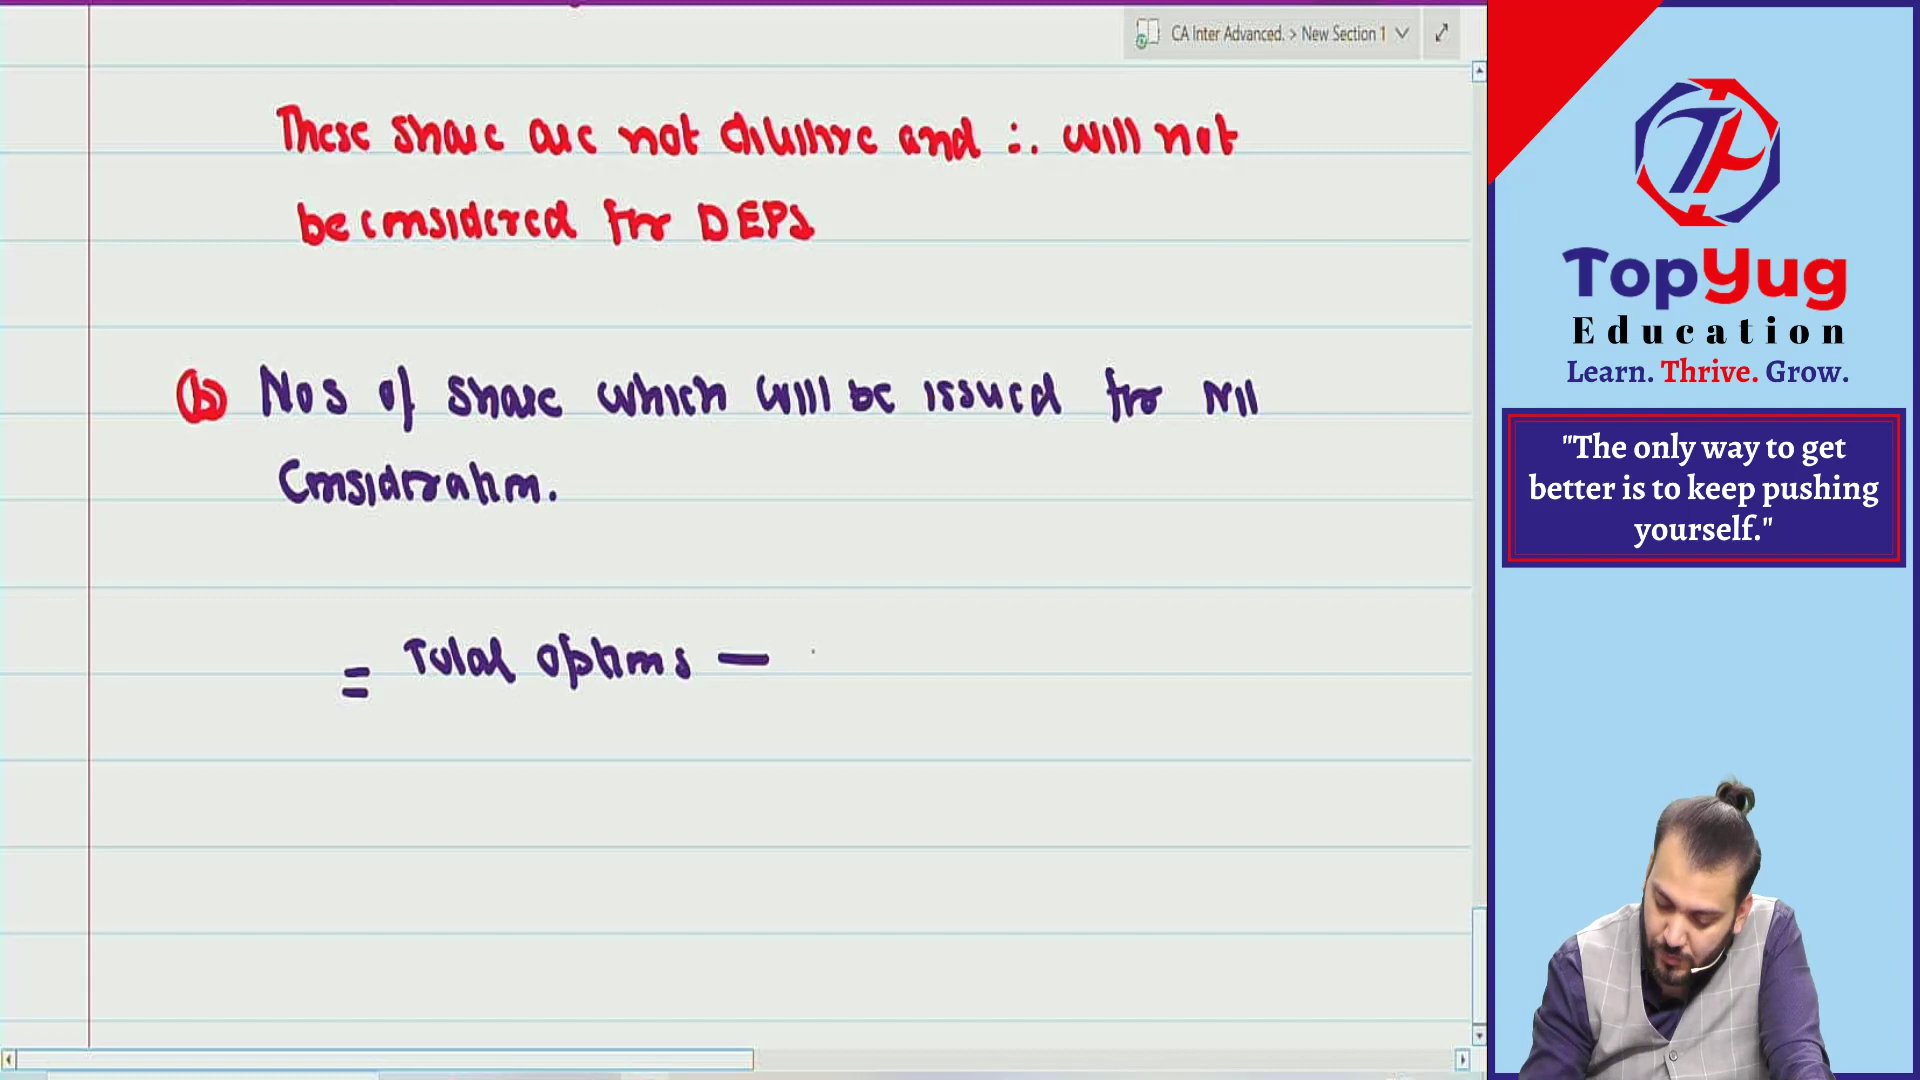 CA Inter Advanced. > New Section 1
These share are not dilutive and ∴ will not
be considered for DEPS
(b) Nos of share which will be issued for Nil
Consideration.
= Total options —
TopYug
Education
Learn. Thrive. Grow.
"The only way to get
better is to keep pushing
yourself."